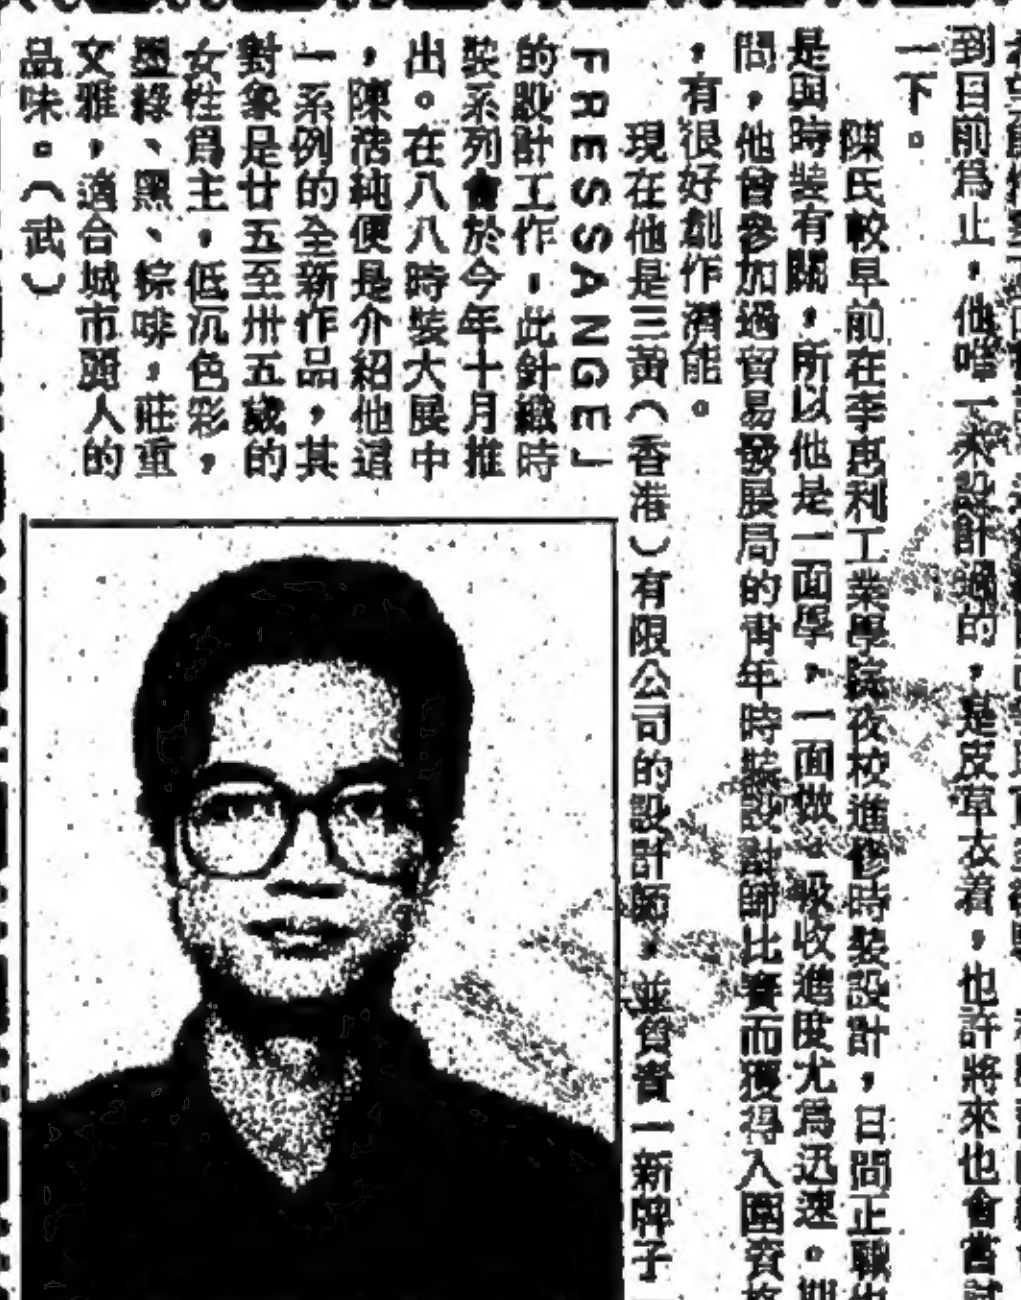 到日前爲止，他唯一未設計過的，是皮草衣着，也許將來也會嘗試
一下。
陳氏較早前在李惠利工業學院夜校進修時裝設計，日間正職也
是與時裝有關，所以他是一面學，一面做，吸收進度尤爲迅速。期
間，他曾參加過貿易發展局的青年時裝設計師比賽而獲得入圍資格
，有很好創作潛能。
現在他是三黃（香港）有限公司的設計師，並負責一新牌子
FRESSANGE」
的設計工作，此針織時
裝系列會於今年十月推
出。在八八時裝大展中
，陳浩純便是介紹他這
一系例的全新作品，其
對象是廿五至卅五歲的
女性爲主，低沉色彩，
墨綠、黑、棕啡，莊重
文雅，適合城市麗人的
品味。（武）